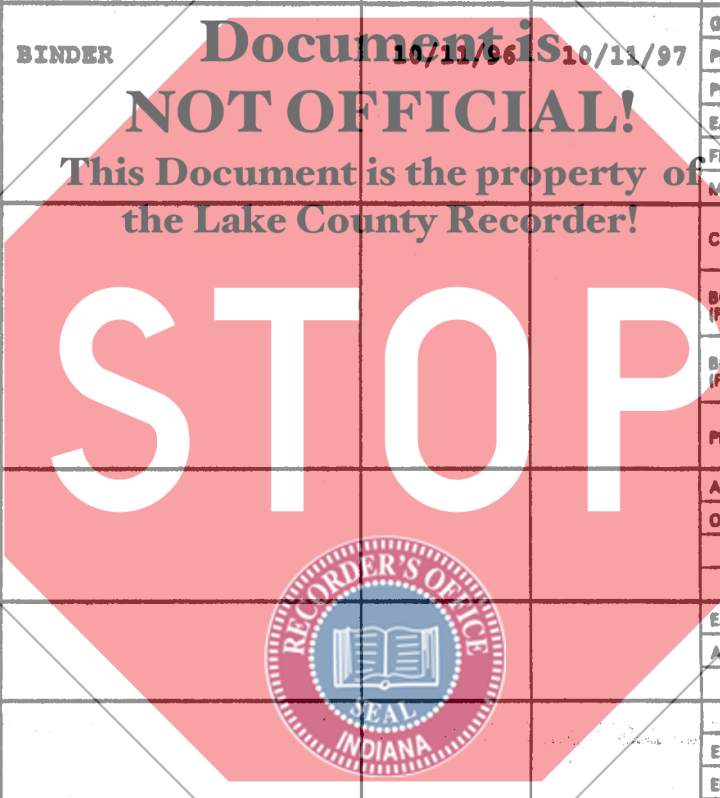 Document is
BINDER 10/11/96 10/11/97
NOT OFFICIAL!
This Document is the property of
the Lake County Recorder!
STOP
RECORDER'S OFFICE
SEAL
INDIANA